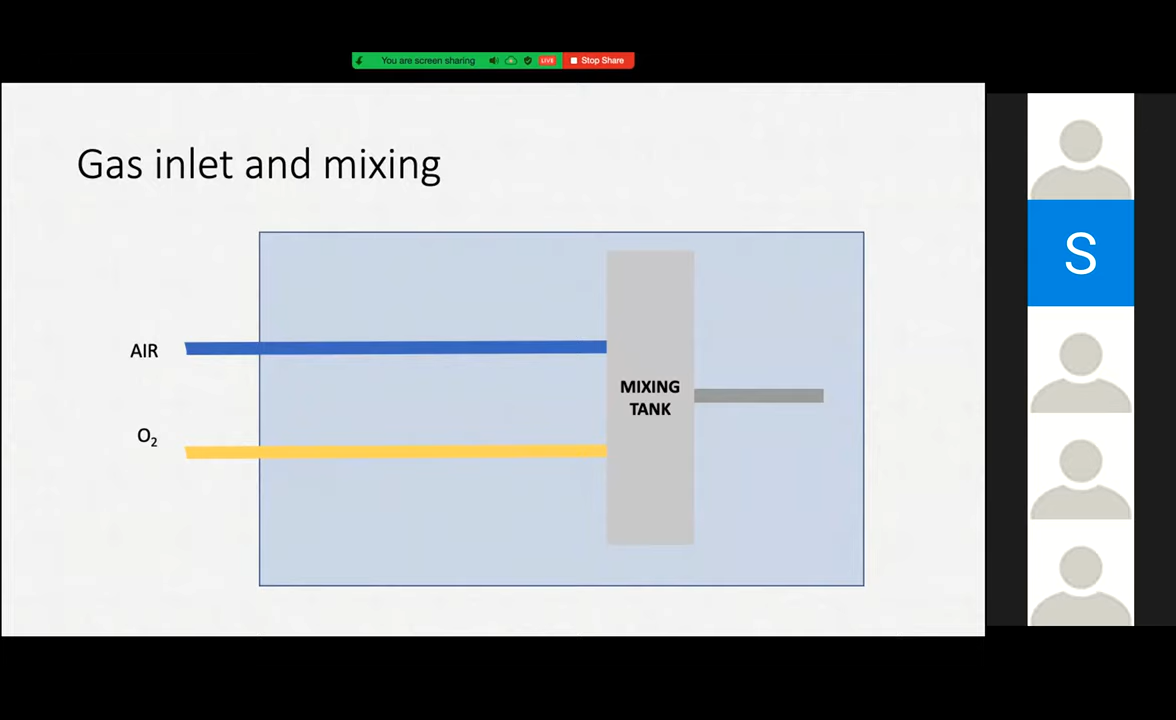 You are screen sharing
LIVE
Stop Share
Gas inlet and mixing
S
AIR
MIXING
TANK
O₂